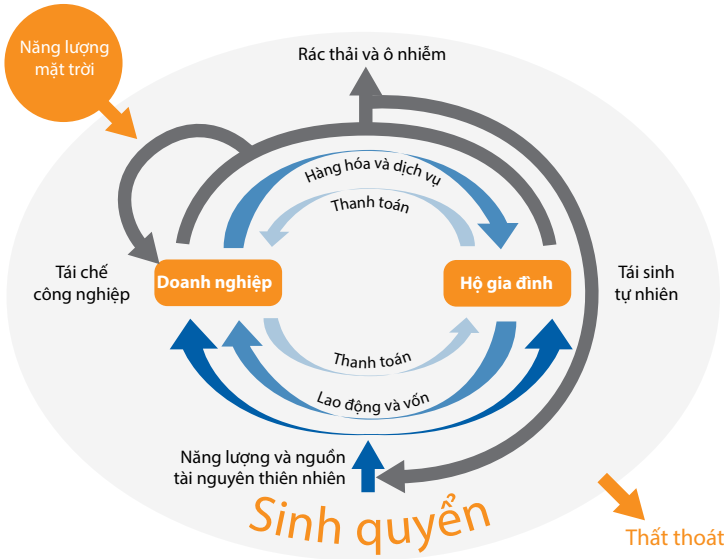 Năng lượng
mặt trời
Rác thải và ô nhiễm
Hàng hóa và dịch vụ
Thanh toán
Tái chế
công nghiệp
Doanh nghiệp
Hộ gia đình
Tái sinh
tự nhiên
Thanh toán
Lao động và vốn
Năng lượng và nguồn
tài nguyên thiên nhiên
Sinh quyển
Thất thoát